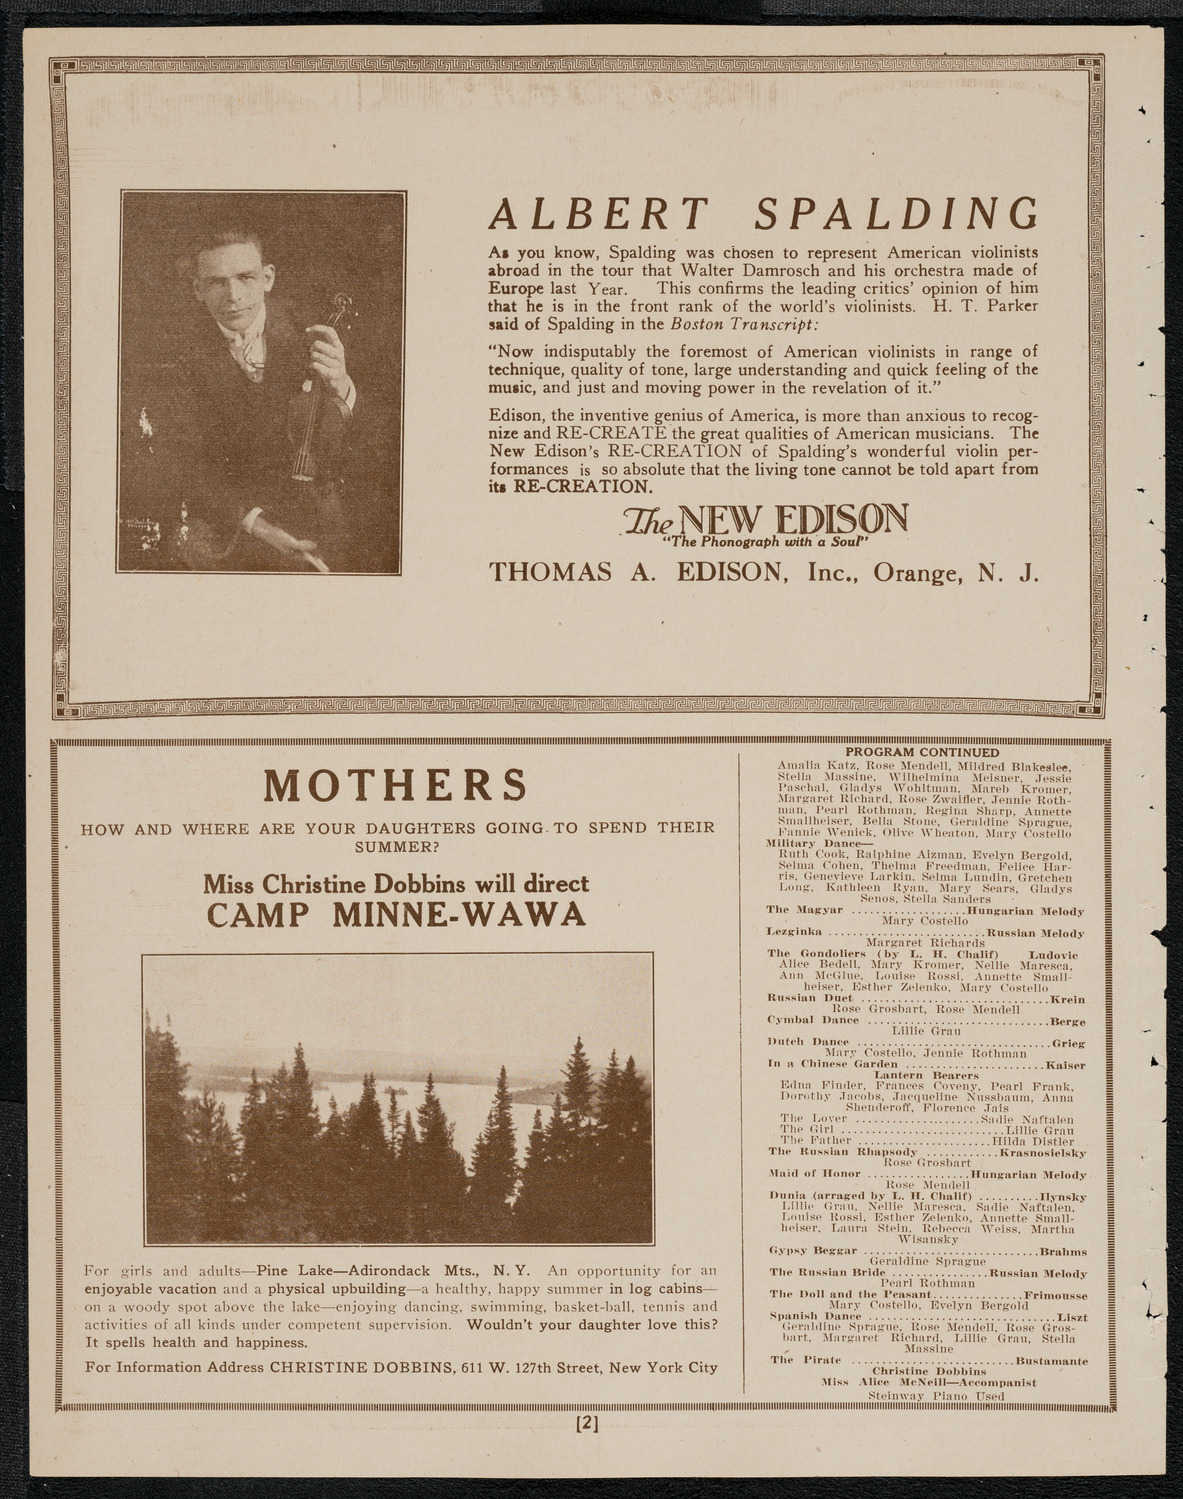 ALBERT SPALDING
As you know, Spalding was chosen to represent American violinists
abroad in the tour that Walter Damrosch and his orchestra made of
Europe last Year. This confirms the leading critics' opinion of him
that he is in the front rank of the world's violinists. H. T. Parker
said of Spalding in the Boston Transcript:
"Now indisputably the foremost of American violinists in range of
technique, quality of tone, large understanding and quick feeling of the
music, and just and moving power in the revelation of it."
Edison, the inventive genius of America, is more than anxious to recog-
nize and RE-CREATE the great qualities of American musicians. The
New Edison's RE-CREATION of Spalding's wonderful violin per-
formances is so absolute that the living tone cannot be told apart from
its RE-CREATION.
The NEW EDISON
"The Phonograph with a Soul"
THOMAS A. EDISON, Inc., Orange, N. J.
MOTHERS
HOW AND WHERE ARE YOUR DAUGHTERS GOING TO SPEND THEIR
SUMMER?
Miss Christine Dobbins will direct
CAMP MINNE-WAWA
For girls and adults—Pine Lake—Adirondack Mts., N. Y. An opportunity for an
enjoyable vacation and a physical upbuilding—a healthy, happy summer in log cabins—
on a woody spot above the lake—enjoying dancing, swimming, basket-ball, tennis and
activities of all kinds under competent supervision. Wouldn't your daughter love this?
It spells health and happiness.
For Information Address CHRISTINE DOBBINS, 611 W. 127th Street, New York City
PROGRAM CONTINUED
Amalia Katz, Rose Mendell, Mildred Blakeslee,
Stella Massine, Wilhelmina Meisner, Jessie
Paschal, Gladys Wohltman, Mareb Kromer,
Margaret Richard, Rose Zwaifler, Jennie Roth-
man, Pearl Rothman, Regina Sharp, Annette
Smallheiser, Bella Stone, Geraldine Sprague,
Fannie Wenick, Olive Wheaton, Mary Costello
Military Dance—
Ruth Cook, Ralphine Aizman, Evelyn Bergold,
Selma Cohen, Thelma Freedman, Felice Har-
ris, Genevieve Larkin, Selma Lundin, Gretchen
Long, Kathleen Ryan, Mary Sears, Gladys
Senos, Stella Sanders
The Magyar ..................Hungarian Melody
Mary Costello
Lezginka .........................Russian Melody
Margaret Richards
The Gondoliers (by L. H. Chalif) Ludovic
Alice Bedell, Mary Kromer, Nellie Maresca,
Ann McGlue, Louise Rossi, Annette Small-
heiser, Esther Zelenko, Mary Costello
Russian Duet ..............................Krein
Rose Grosbart, Rose Mendell
Cymbal Dance .............................Berge
Lillie Grau
Dutch Dance ...............................Grieg
Mary Costello, Jennie Rothman
In a Chinese Garden ......................Kaiser
Lantern Bearers
Edna Finder, Frances Coveny, Pearl Frank,
Dorothy Jacobs, Jacqueline Nussbaum, Anna
Shenderoff, Florence Jais
The Lover ....................Sadie Naftalen
The Girl ..........................Lillie Grau
The Father .....................Hilda Distler
The Russian Rhapsody ...........Krasnosielsky
Rose Grosbart
Maid of Honor ................Hungarian Melody
Rose Mendell
Dunia (arraged by L. H. Chalif) ..........Ilynsky
Lillie Grau, Nellie Maresca, Sadie Naftalen,
Louise Rossi, Esther Zelenko, Annette Small-
heiser, Laura Stein, Rebecca Weiss, Martha
Wisansky
Gypsy Beggar ............................Brahms
Geraldine Sprague
The Russian Bride ...............Russian Melody
Pearl Rothman
The Doll and the Peasant..............Frimousse
Mary Costello, Evelyn Bergold
Spanish Dance ..............................Liszt
Geraldine Sprague, Rose Mendell, Rose Gros-
bart, Margaret Richard, Lillie Grau, Stella
Massine
The Pirate ..........................Bustamante
Christine Dobbins
Miss Alice McNeill—Accompanist
Steinway Piano Used
[2]